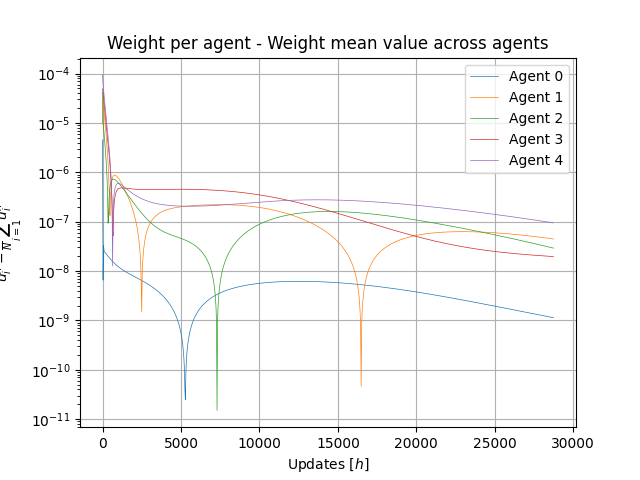 Weight per agent - Weight mean value across agents
10⁻⁴
10⁻⁵
10⁻⁶
10⁻⁷
10⁻⁸
10⁻⁹
10⁻¹⁰
10⁻¹¹
Agent 0
Agent 1
Agent 2
Agent 3
Agent 4
0 5000 10000 15000 20000 25000 30000
Updates [h]